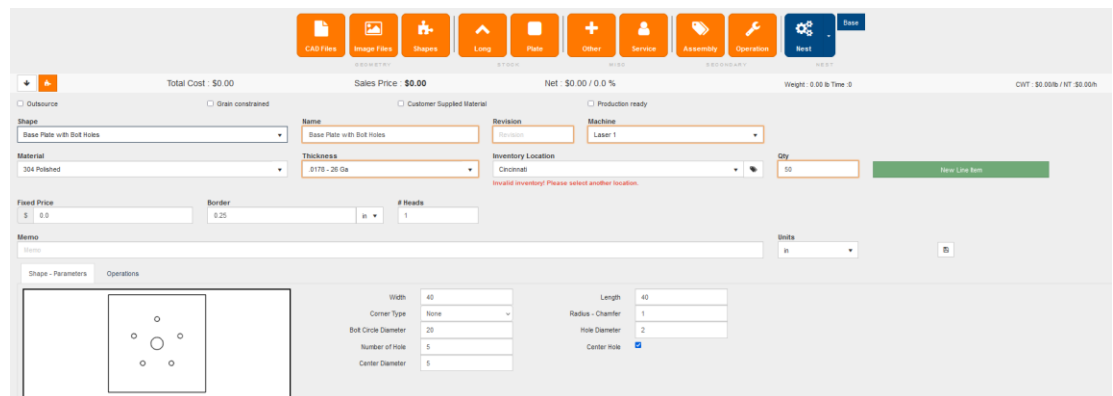 CAD Files Image Files Shapes Long Plate Other Service Assembly Operation Nest Base
GEOMETRY STOCK MISC SECONDARY NEST
Total Cost : $0.00 Sales Price : $0.00 Net : $0.00 / 0.0 % Weight : 0.00 lb Time :0 CWT : $0.00/lb / NT :$0.00/h
Outsource Grain constrained Customer Supplied Material Production ready
Shape Name Revision Machine
Base Plate with Bolt Holes Base Plate with Bolt Holes Revision Laser 1
Material Thickness Inventory Location Qty
304 Polished .0178 - 26 Ga Cincinnati 50 New Line Item
Invalid inventory! Please select another location.
Fixed Price Border # Heads
$ 0.0 0.25 in 1
Memo Units
Memo in
Shape - Parameters Operations
Width 40 Length 40
Corner Type None Radius - Chamfer 1
Bolt Circle Diameter 20 Hole Diameter 2
Number of Hole 5 Center Hole
Center Diameter 5